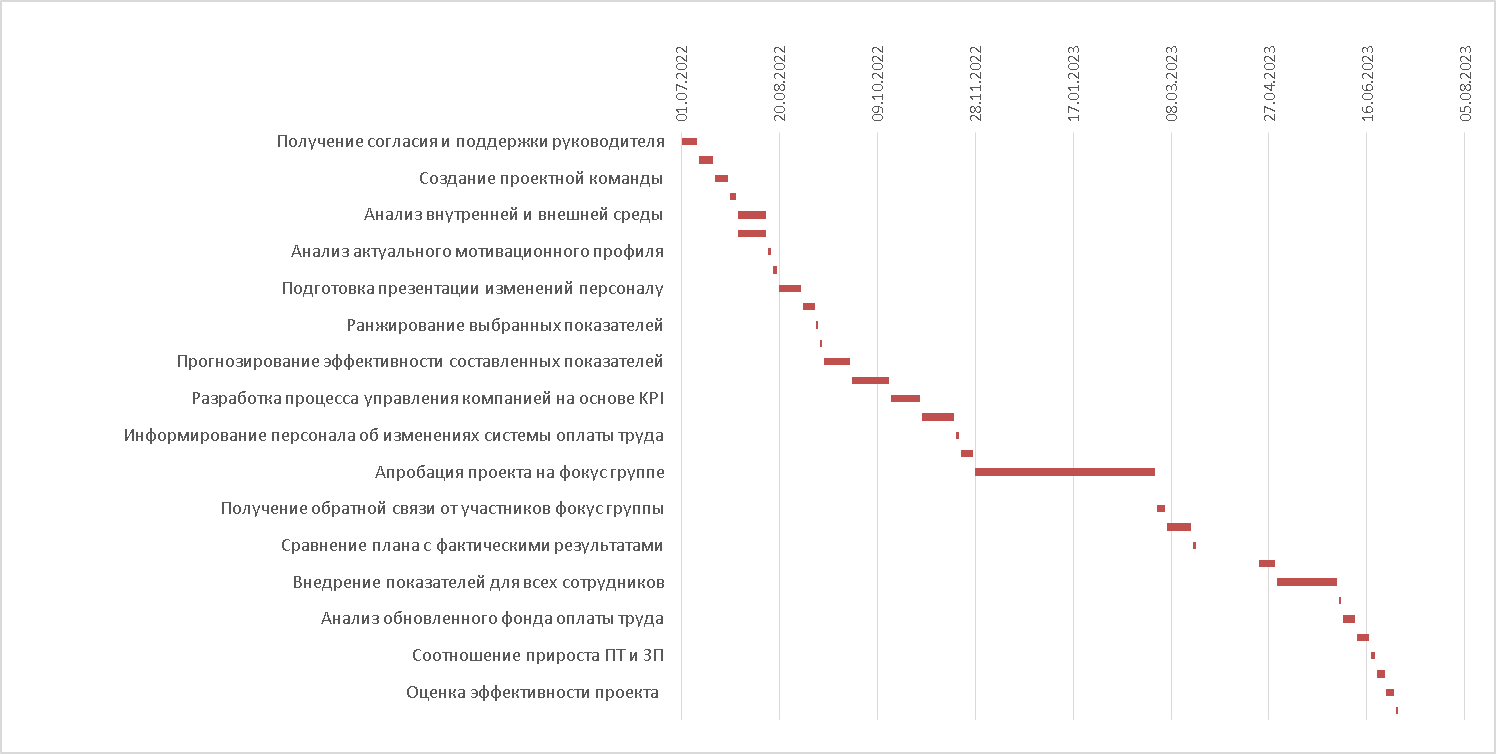 01.07.2022
20.08.2022
09.10.2022
28.11.2022
17.01.2023
08.03.2023
27.04.2023
16.06.2023
05.08.2023
Получение согласия и поддержки руководителя
Создание проектной команды
Анализ внутренней и внешней среды
Анализ актуального мотивационного профиля
Подготовка презентации изменений персоналу
Ранжирование выбранных показателей
Прогнозирование эффективности составленных показателей
Разработка процесса управления компанией на основе KPI
Информирование персонала об изменениях системы оплаты труда
Апробация проекта на фокус группе
Получение обратной связи от участников фокус группы
Сравнение плана с фактическими результатами
Внедрение показателей для всех сотрудников
Анализ обновленного фонда оплаты труда
Соотношение прироста ПТ и ЗП
Оценка эффективности проекта